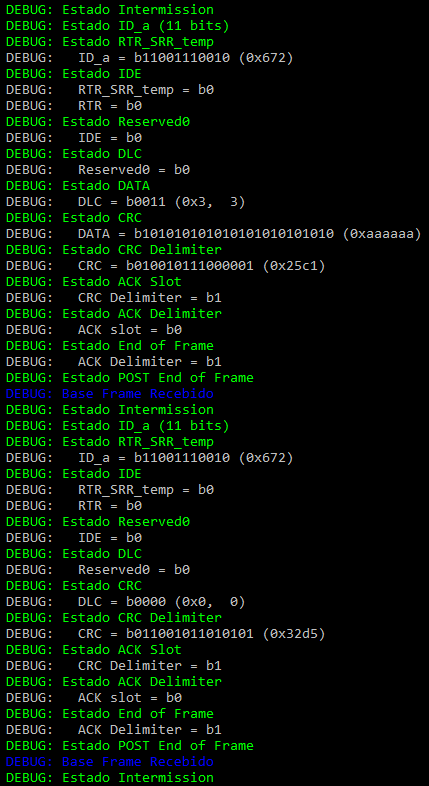 DEBUG: Estado Intermission
DEBUG: Estado ID_a (11 bits)
DEBUG: Estado RTR_SRR_temp
DEBUG:   ID_a = b11001110010 (0x672)
DEBUG: Estado IDE
DEBUG:   RTR_SRR_temp = b0
DEBUG:   RTR = b0
DEBUG: Estado Reserved0
DEBUG:   IDE = b0
DEBUG: Estado DLC
DEBUG:   Reserved0 = b0
DEBUG: Estado DATA
DEBUG:   DLC = b0011 (0x3,  3)
DEBUG: Estado CRC
DEBUG:   DATA = b101010101010101010101010 (0xaaaaaa)
DEBUG: Estado CRC Delimiter
DEBUG:   CRC = b010010111000001 (0x25c1)
DEBUG: Estado ACK Slot
DEBUG:   CRC Delimiter = b1
DEBUG: Estado ACK Delimiter
DEBUG:   ACK slot = b0
DEBUG: Estado End of Frame
DEBUG:   ACK Delimiter = b1
DEBUG: Estado POST End of Frame
DEBUG: Base Frame Recebido
DEBUG: Estado Intermission
DEBUG: Estado ID_a (11 bits)
DEBUG: Estado RTR_SRR_temp
DEBUG:   ID_a = b11001110010 (0x672)
DEBUG: Estado IDE
DEBUG:   RTR_SRR_temp = b0
DEBUG:   RTR = b0
DEBUG: Estado Reserved0
DEBUG:   IDE = b0
DEBUG: Estado DLC
DEBUG:   Reserved0 = b0
DEBUG: Estado CRC
DEBUG:   DLC = b0000 (0x0,  0)
DEBUG: Estado CRC Delimiter
DEBUG:   CRC = b011001011010101 (0x32d5)
DEBUG: Estado ACK Slot
DEBUG:   CRC Delimiter = b1
DEBUG: Estado ACK Delimiter
DEBUG:   ACK slot = b0
DEBUG: Estado End of Frame
DEBUG:   ACK Delimiter = b1
DEBUG: Estado POST End of Frame
DEBUG: Base Frame Recebido
DEBUG: Estado Intermission